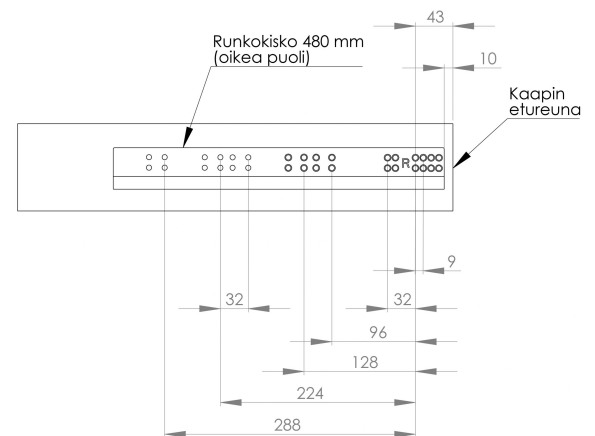 43
Runkokisko 480 mm
(oikea puoli)
10
Kaapin
etureuna
R
9
32
32
96
128
224
288